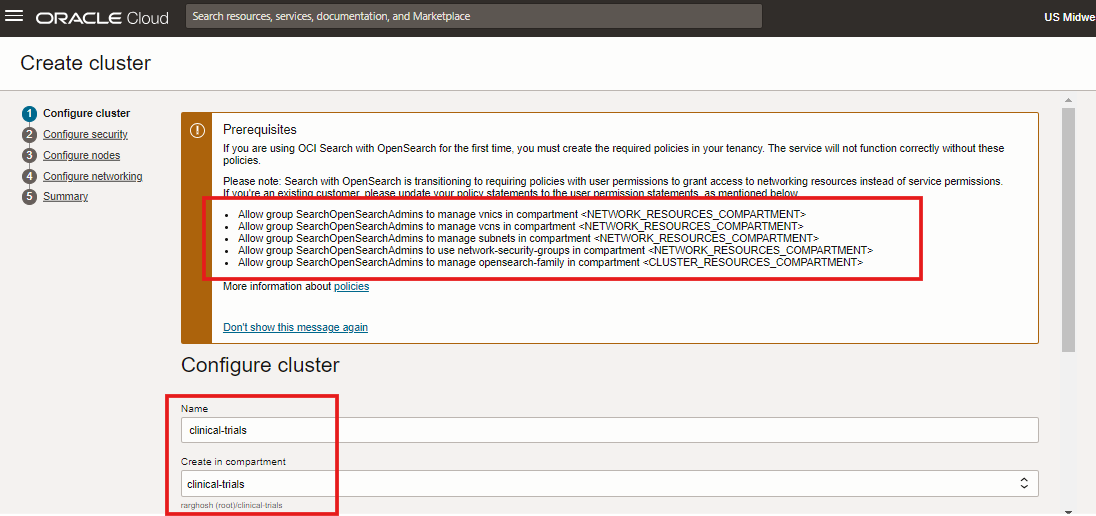 ORACLE Cloud
Search resources, services, documentation, and Marketplace
US Midwe
Create cluster
1 Configure cluster
2 Configure security
3 Configure nodes
4 Configure networking
5 Summary
Prerequisites
If you are using OCI Search with OpenSearch for the first time, you must create the required policies in your tenancy. The service will not function correctly without these
policies.
Please note: Search with OpenSearch is transitioning to requiring policies with user permissions to grant access to networking resources instead of service permissions.
If you're an existing customer, please update your policy statements to the user permission statements, as mentioned below.
• Allow group SearchOpenSearchAdmins to manage vnics in compartment <NETWORK_RESOURCES_COMPARTMENT>
• Allow group SearchOpenSearchAdmins to manage vcns in compartment <NETWORK_RESOURCES_COMPARTMENT>
• Allow group SearchOpenSearchAdmins to manage subnets in compartment <NETWORK_RESOURCES_COMPARTMENT>
• Allow group SearchOpenSearchAdmins to use network-security-groups in compartment <NETWORK_RESOURCES_COMPARTMENT>
• Allow group SearchOpenSearchAdmins to manage opensearch-family in compartment <CLUSTER_RESOURCES_COMPARTMENT>
More information about policies
Don't show this message again
Configure cluster
Name
clinical-trials
Create in compartment
clinical-trials
rarghosh (root)/clinical-trials